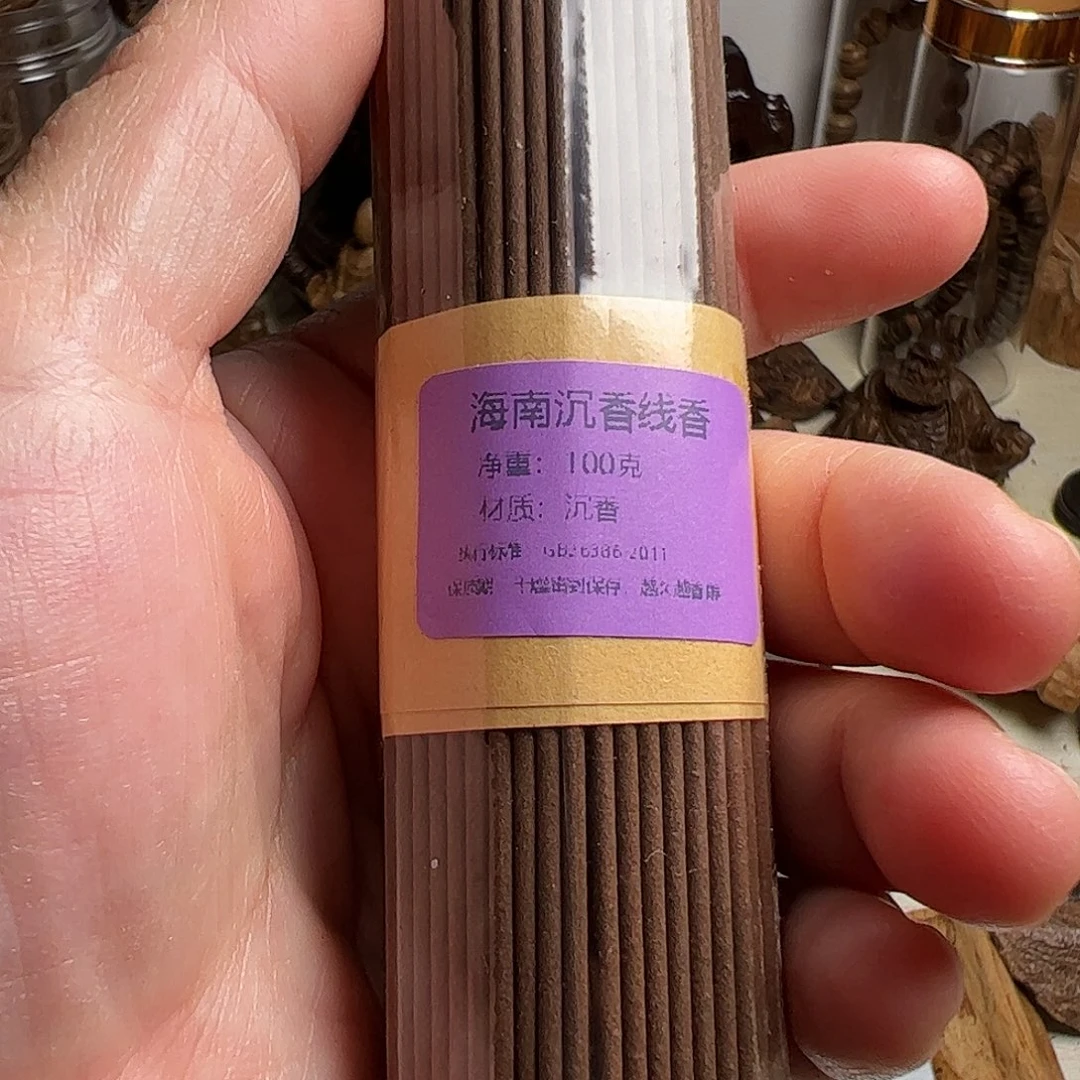 海南沉香线香
净重：100克
材质：沉香
执行标准 GB26386-2011